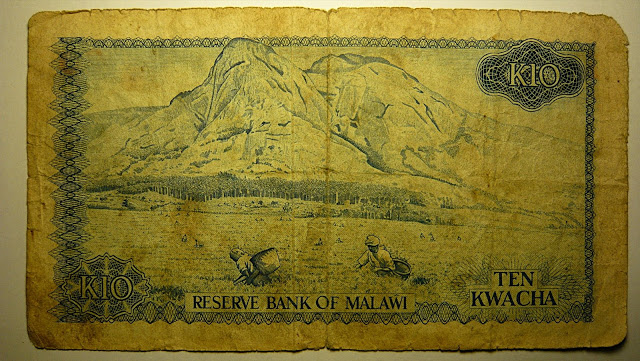 K10
K10
RESERVE BANK OF MALAWI
TEN
KWACHA